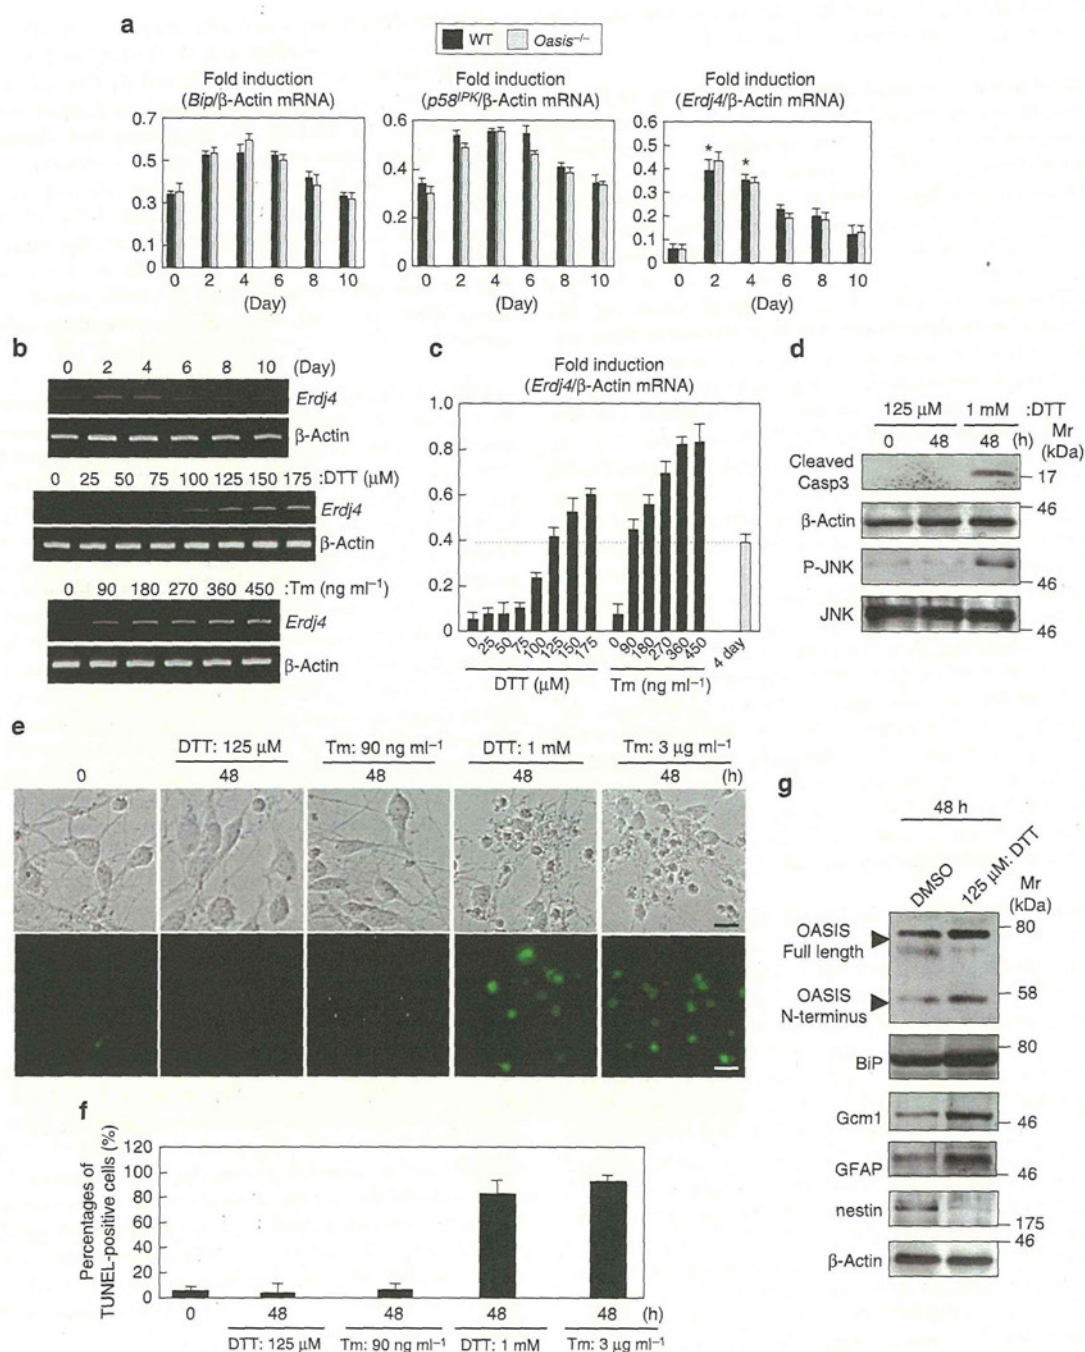 a
WT Oasis–/–
Fold induction
(Bip/β-Actin mRNA)
0.7
0.5
0.3
0.1
0
0 2 4 6 8 10
(Day)
Fold induction
(p58IPK/β-Actin mRNA)
0.6
0.4
0.2
0
0 2 4 6 8 10
(Day)
Fold induction
(Erdj4/β-Actin mRNA)
0.6
0.5
0.4
0.3
0.2
0.1
0
* *
0 2 4 6 8 10
(Day)
b
0 2 4 6 8 10 (Day)
Erdj4
β-Actin
0 25 50 75 100 125 150 175 :DTT (μM)
Erdj4
β-Actin
0 90 180 270 360 450 :Tm (ng ml–1)
Erdj4
β-Actin
c
Fold induction
(Erdj4/β-Actin mRNA)
1.0
0.8
0.6
0.4
0.2
0
0 25 50 75 100 125 150 175 0 90 180 270 360 450 4 day
DTT (μM) Tm (ng ml–1)
d
125 μM 1 mM :DTT
0 48 48 (h) Mr
(kDa)
Cleaved
Casp3
17
β-Actin
46
P-JNK
46
JNK
46
e
DTT: 125 μM Tm: 90 ng ml–1 DTT: 1 mM Tm: 3 μg ml–1
0 48 48 48 48 (h)
f
Percentages of
TUNEL-positive cells (%)
120
100
80
60
40
20
0
0 48 48 48 48 (h)
DTT: 125 μM Tm: 90 ng ml–1 DTT: 1 mM Tm: 3 μg ml–1
g
48 h
DMSO 125 μM: DTT Mr
(kDa)
OASIS
Full length
80
OASIS
N-terminus
58
BiP
80
Gcm1
46
GFAP
46
nestin
175
β-Actin
46